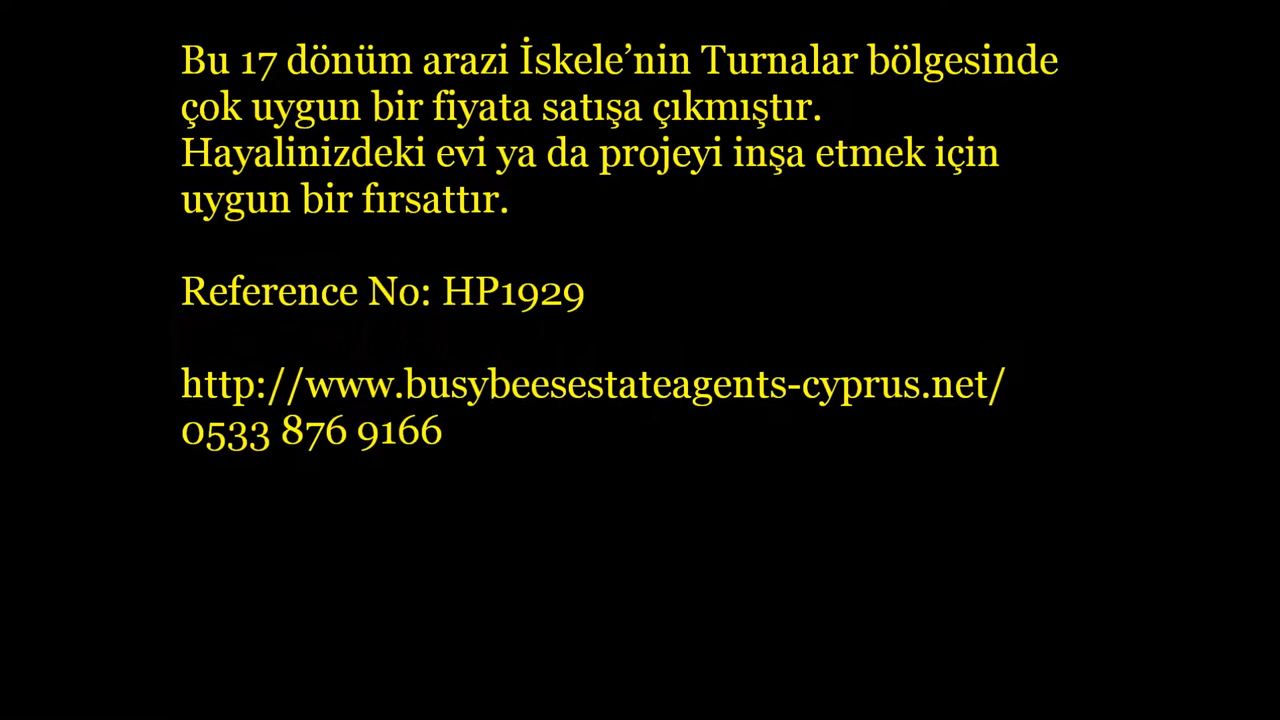 Bu 17 dönüm arazi İskele’nin Turnalar bölgesinde
çok uygun bir fiyata satışa çıkmıştır.
Hayalinizdeki evi ya da projeyi inşa etmek için
uygun bir fırsattır.
Reference No: HP1929
http://www.busybeesestateagents-cyprus.net/
0533 876 9166